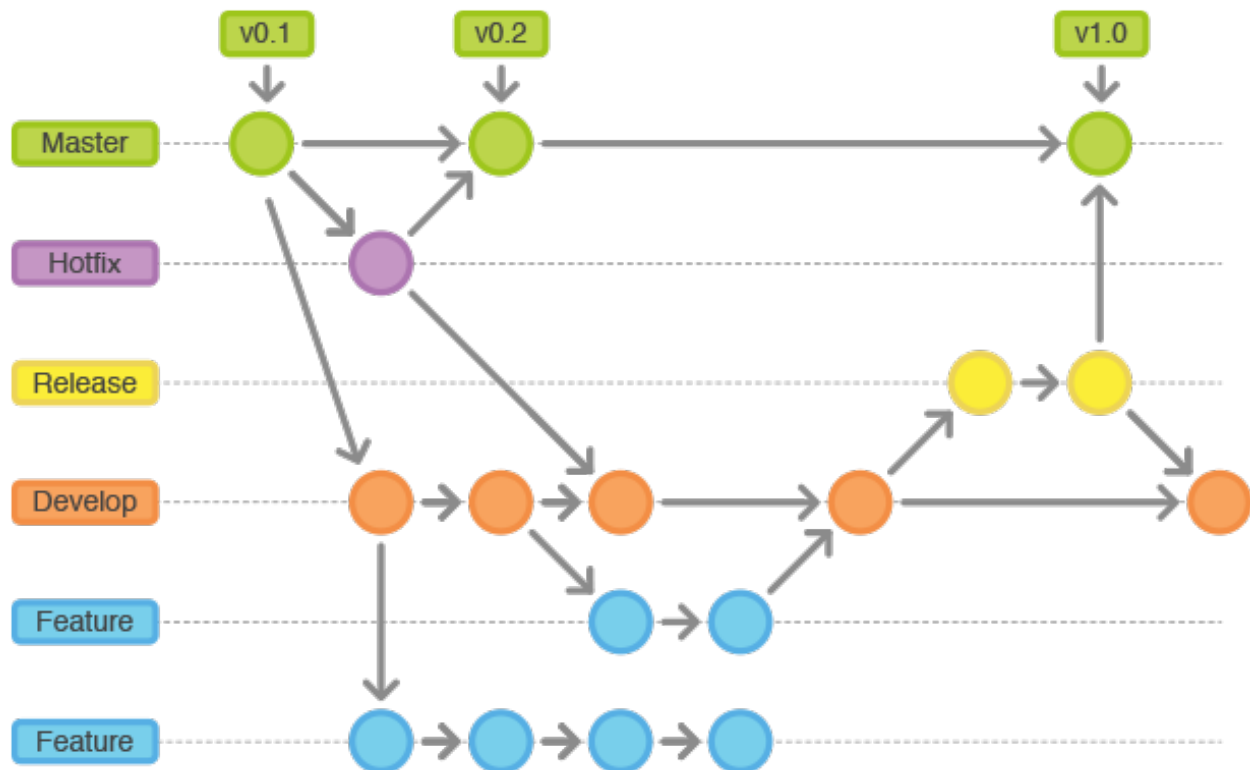 v0.1
v0.2
v1.0
Master
Hotfix
Release
Develop
Feature
Feature